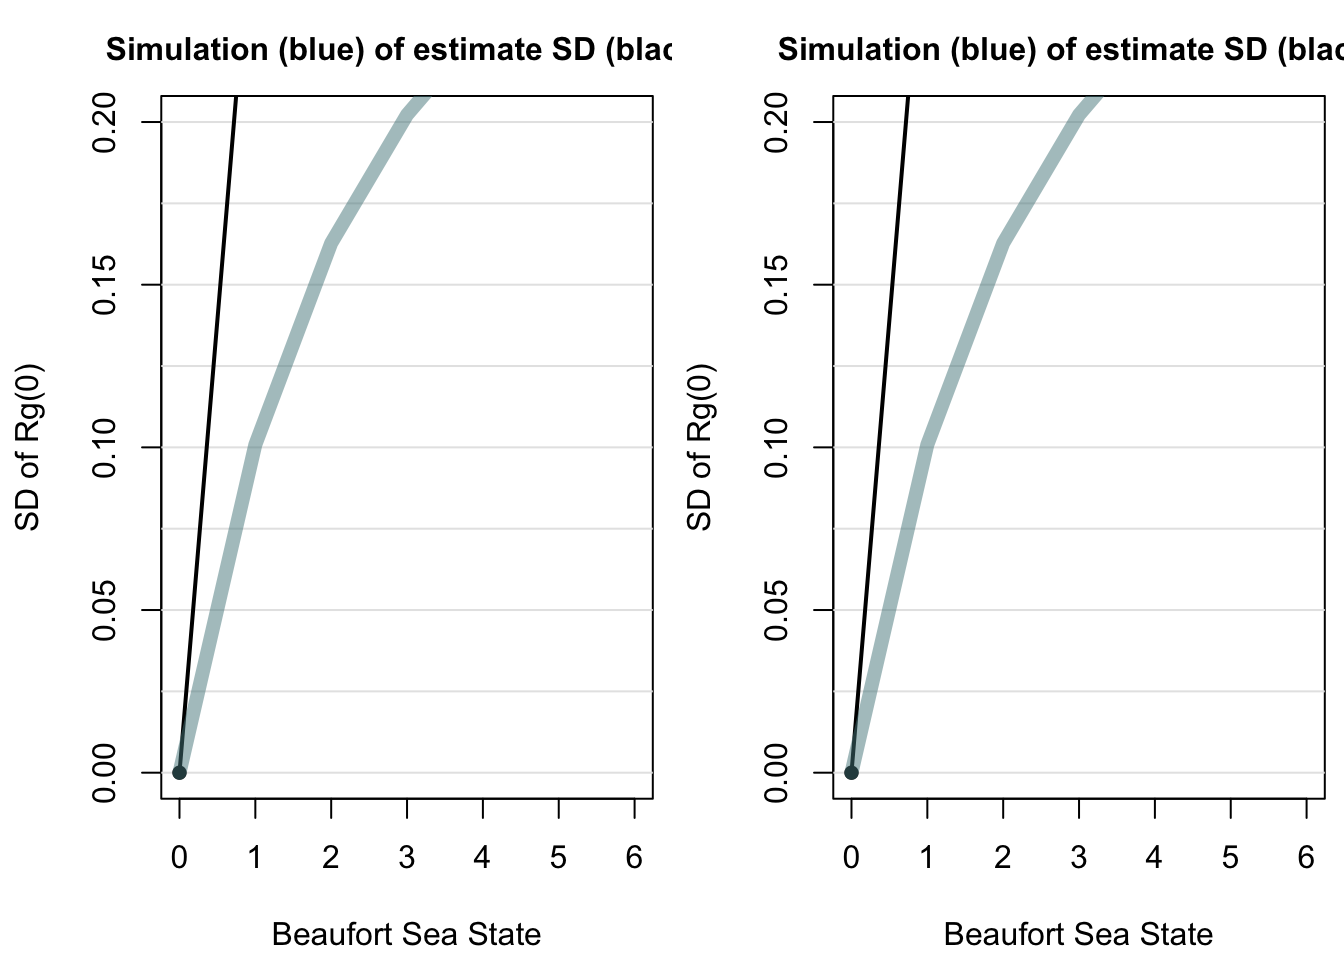 Simulation (blue) of estimate SD (blac
SD of Rg(0)
0.20
0.15
0.10
0.05
0.00
0 1 2 3 4 5 6
Beaufort Sea State
Simulation (blue) of estimate SD (blac
SD of Rg(0)
0.20
0.15
0.10
0.05
0.00
0 1 2 3 4 5 6
Beaufort Sea State